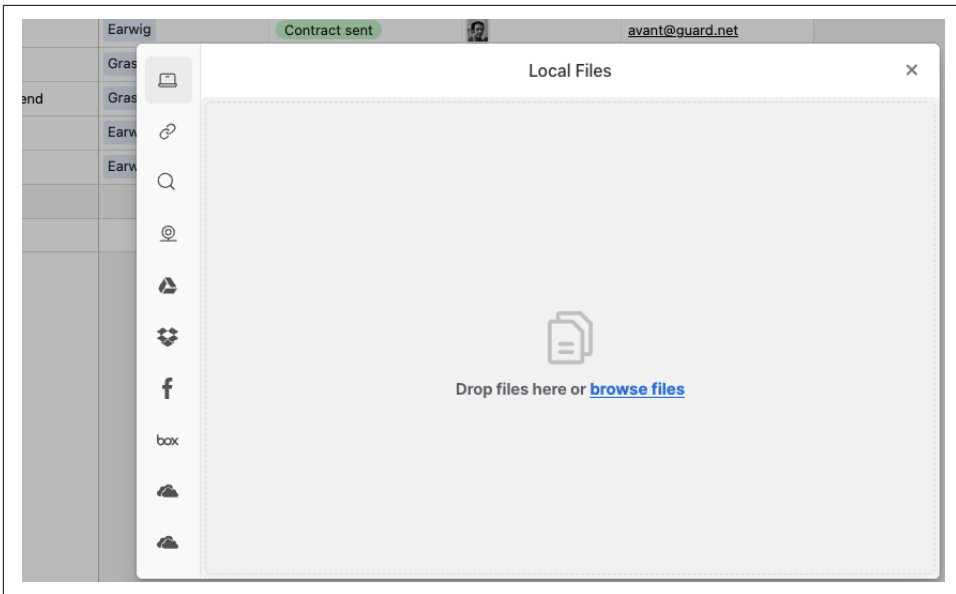 Earwig Contract sent avant@guard.net
Gras
Local Files
end Gras
Earw
Earw
Drop files here or browse files
box